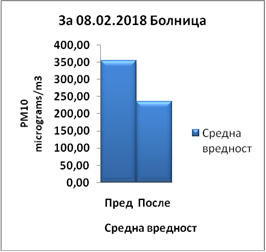 За 08.02.2018 Болница
PM10
micrograms/m3
400,00
350,00
300,00
250,00
200,00
150,00
100,00
50,00
0,00
Пред После
Средна вредност
Средна
вредност